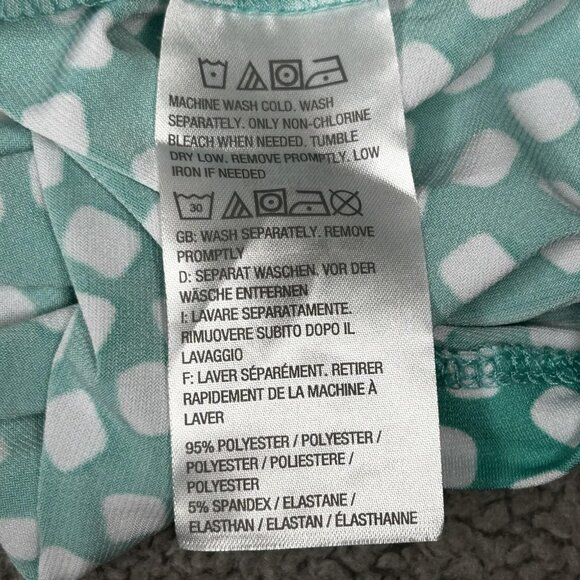 MACHINE WASH COLD. WASH
SEPARATELY. ONLY NON-CHLORINE
BLEACH WHEN NEEDED. TUMBLE
DRY LOW. REMOVE PROMPTLY. LOW
IRON IF NEEDED
30
GB: WASH SEPARATELY. REMOVE
PROMPTLY
D: SEPARAT WASCHEN. VOR DER
WÄSCHE ENTFERNEN
I: LAVARE SEPARATAMENTE.
RIMUOVERE SUBITO DOPO IL
LAVAGGIO
F: LAVER SÉPARÉMENT. RETIRER
RAPIDEMENT DE LA MACHINE À
LAVER
95% POLYESTER / POLYESTER /
POLYESTER / POLIESTERE /
POLYESTER
5% SPANDEX / ELASTANE /
ELASTHAN / ELASTAN / ÉLASTHANNE